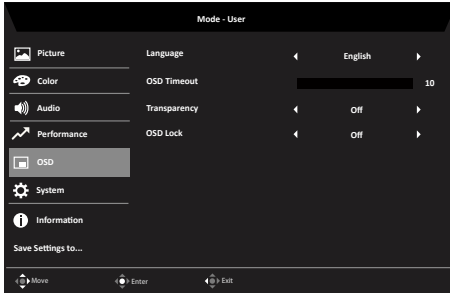 Mode - User
Picture
Color
Audio
Performance
OSD
System
Information
Save Settings to...
Language English
OSD Timeout 10
Transparency Off
OSD Lock Off
Move Enter Exit